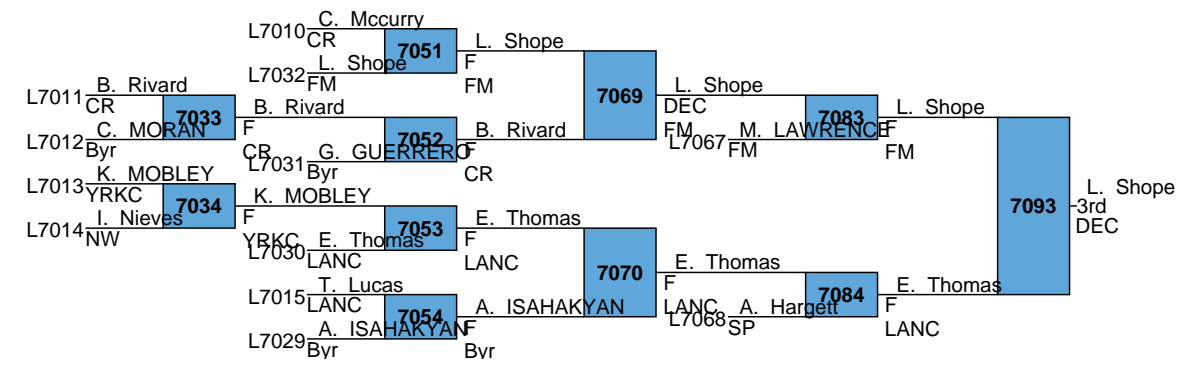 C. Mccurry
L7010
CR
7051
L. Shope
L. Shope
F
L7032
FM
FM
B. Rivard
L7011
CR
7033
B. Rivard
C. MORAN
F
L7012
Byr
CR
7052
B. Rivard
G. GUERRERO
F
L7031
Byr
CR
7069
L. Shope
DEC
FM
M. LAWRENCE
L7067
FM
7083
L. Shope
F
FM
K. MOBLEY
L7013
YRKC
7034
K. MOBLEY
I. Nieves
F
L7014
NW
YRKC
7053
E. Thomas
E. Thomas
F
L7030
LANC
LANC
7093
L. Shope
3rd
DEC
7070
E. Thomas
F
LANC
T. Lucas
L7015
LANC
7054
A. ISAHAKYAN
A. ISAHAKYAN
F
L7029
Byr
Byr
A. Hargett
L7068
SP
7084
E. Thomas
F
LANC